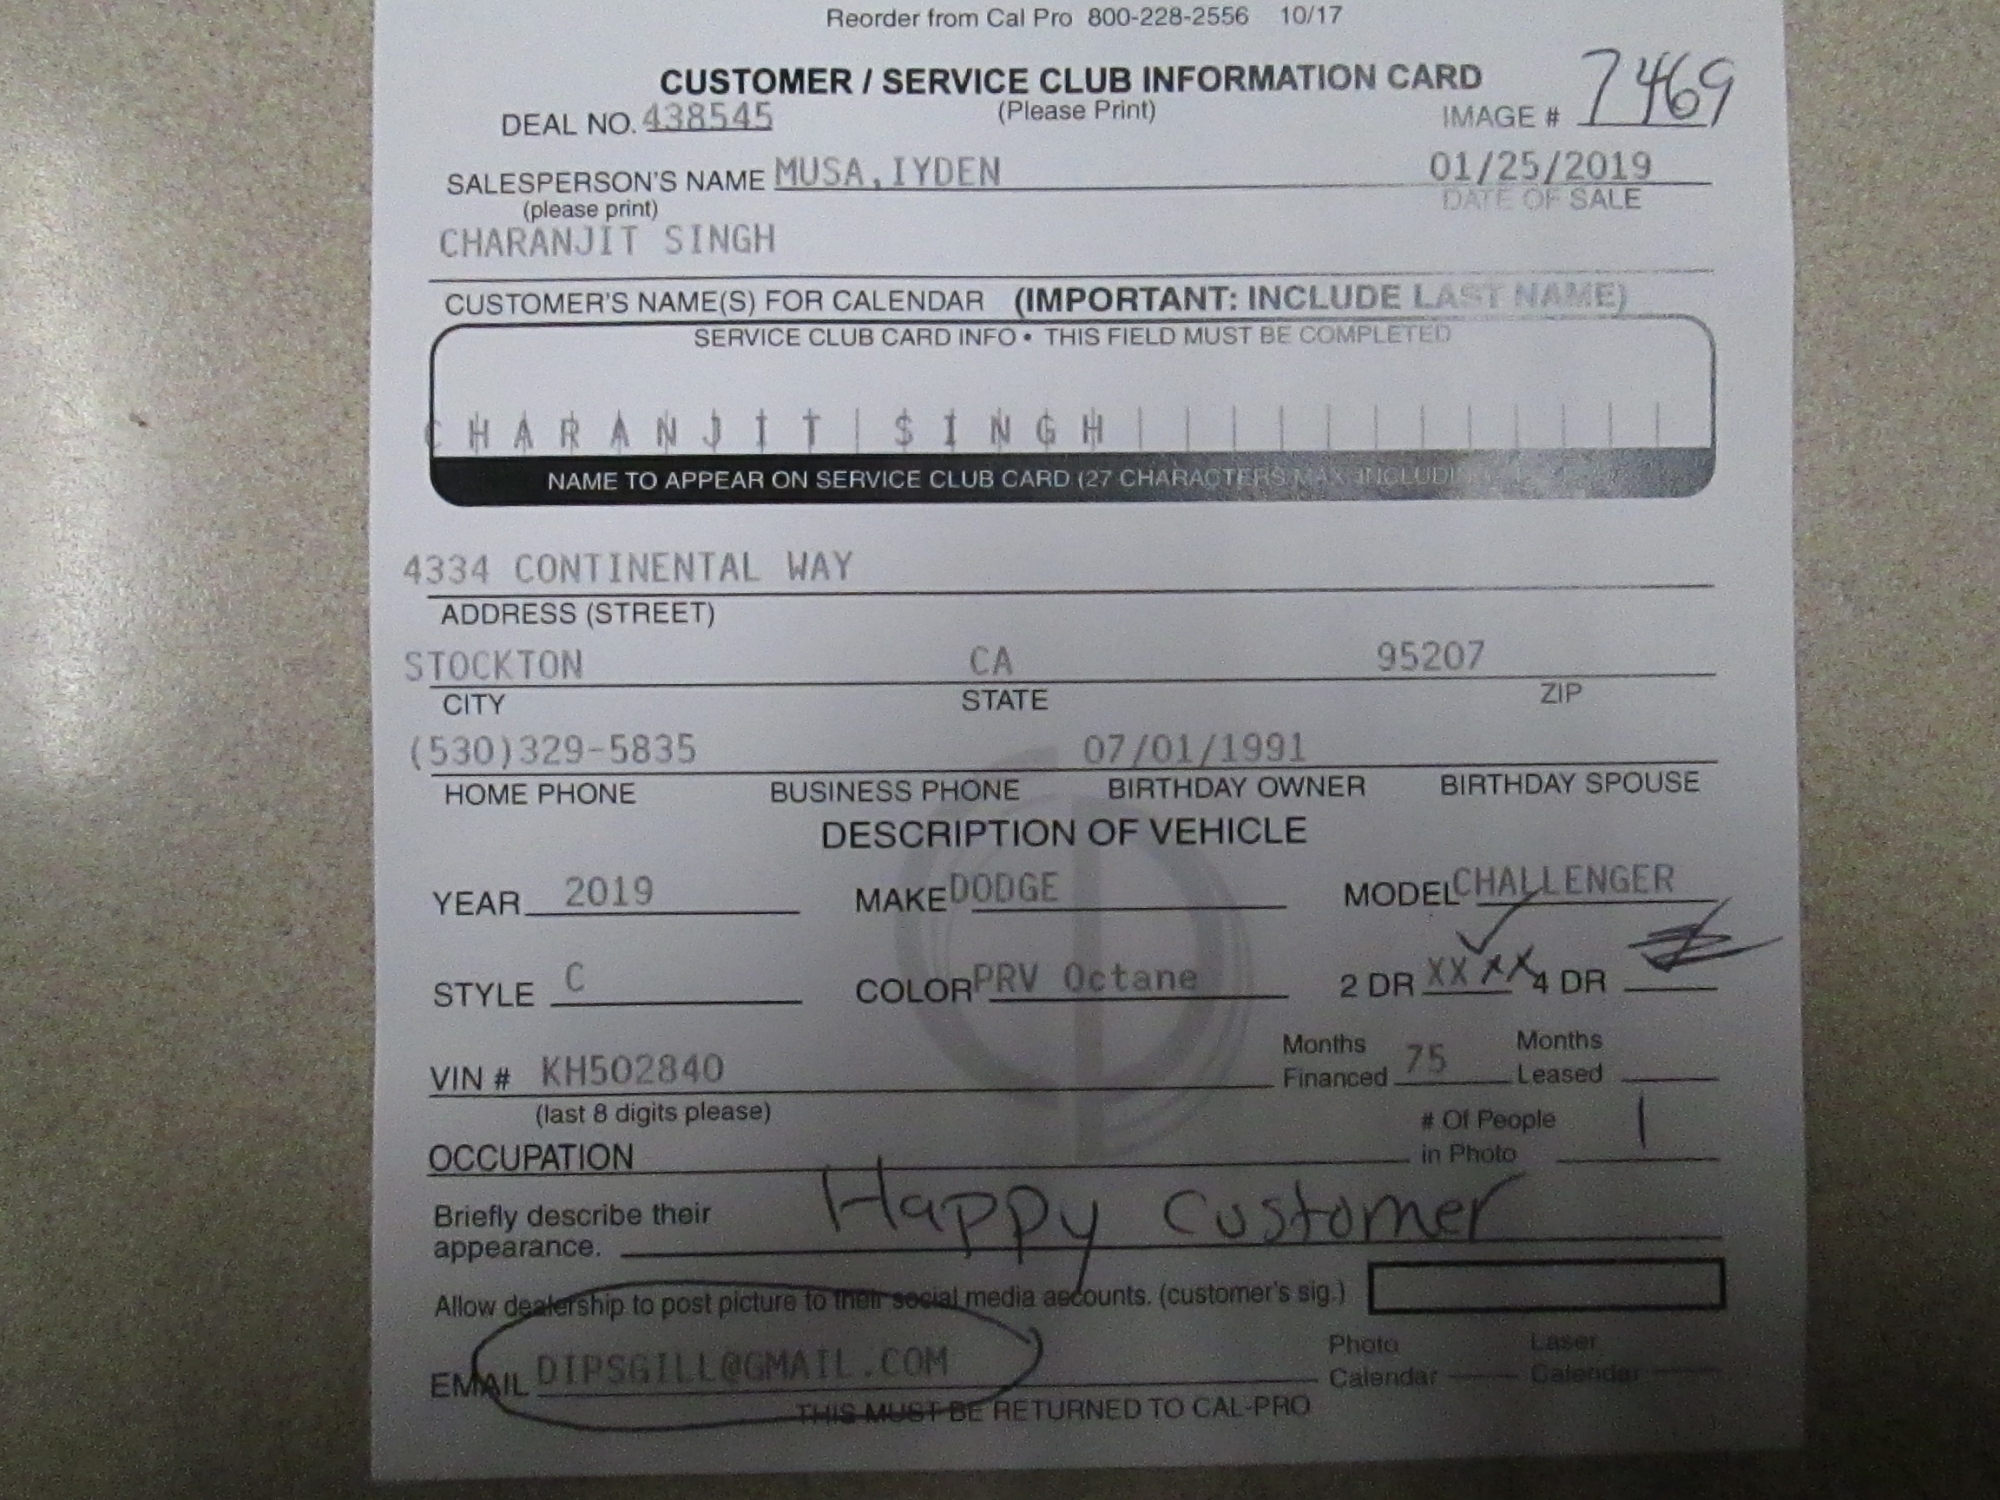 Reorder from Cal Pro 800-228-2556 10/17
CUSTOMER / SERVICE CLUB INFORMATION CARD
DEAL NO. 438545 (Please Print) IMAGE # 7469
SALESPERSON'S NAME MUSA, IYDEN 01/25/2019
(please print) DATE OF SALE
CHARANJIT SINGH
CUSTOMER'S NAME(S) FOR CALENDAR (IMPORTANT: INCLUDE LAST NAME)
SERVICE CLUB CARD INFO • THIS FIELD MUST BE COMPLETED
CHARANJIT SINGH
NAME TO APPEAR ON SERVICE CLUB CARD (27 CHARACTERS MAX INCLUDING
4334 CONTINENTAL WAY
ADDRESS (STREET)
STOCKTON CA 95207
CITY STATE ZIP
(530)329-5835 07/01/1991
HOME PHONE BUSINESS PHONE BIRTHDAY OWNER BIRTHDAY SPOUSE
DESCRIPTION OF VEHICLE
YEAR 2019 MAKE DODGE MODEL CHALLENGER
STYLE C COLOR PRV Octane 2 DR XX XX 4 DR
VIN # KH502840 Months Financed 75 Months Leased
(last 8 digits please)
OCCUPATION # Of People in Photo 1
Briefly describe their appearance. Happy Customer
Allow dealership to post picture to their social media accounts. (customer's sig.)
EMAIL DIPSGILL@GMAIL.COM Photo Calendar Laser Calendar
THIS MUST BE RETURNED TO CAL-PRO